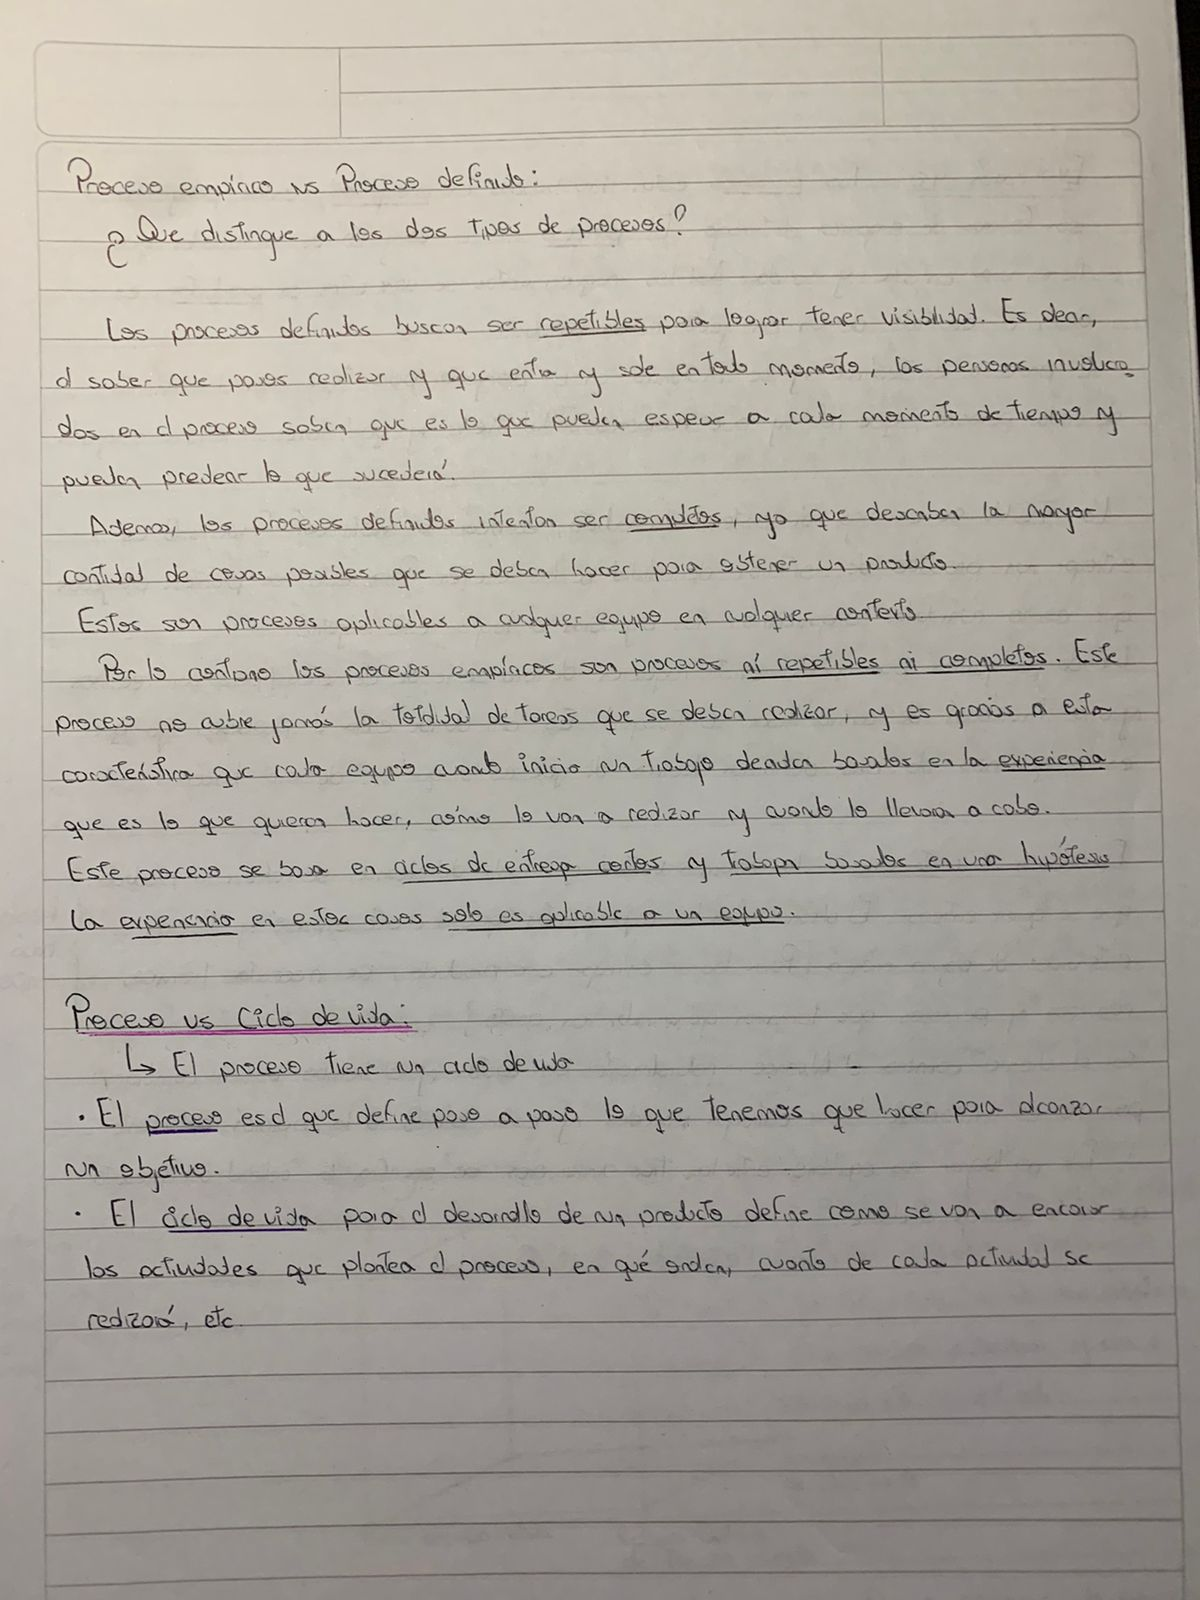 Proceso empírico vs Proceso definido:
¿Que distingue a los dos tipos de procesos?
Los procesos definidos buscan ser repetibles para lograr tener visibilidad. Es decir,
al saber que pasos realizar y que entra y sale en todo momento, las personas involucra
das en el proceso saben que es lo que pueden esperar a cada momento de tiempo y
pueden predecir lo que sucederá.
Ademas, los procesos definidos intentan ser completos, ya que describen la mayor
cantidad de cosas posibles que se deben hacer para obtener un producto.
Estos son procesos aplicables a cualquier equipo en cualquier contexto.
Por lo contrario los procesos empíricos son procesos ni repetibles ni completos. Este
proceso no cubre jamás la totalidad de tareas que se deben realizar, y es gracias a esta
característica que cada equipo cuando inicia un trabajo deciden basados en la experiencia
que es lo que quieren hacer, cómo lo van a realizar y cuando lo llevaran a cabo.
Este proceso se basa en ciclos de entrega cortos y trabajan basados en una hipótesis
La experiencia en estos casos solo es aplicable a un equipo.
Proceso vs Ciclo de vida:
↳ El proceso tiene un ciclo de vida
• El proceso es el que define paso a paso lo que tenemos que hacer para alcanzar
un objetivo.
• El ciclo de vida para el desarrollo de un producto define como se van a encarar
las actividades que plantea el proceso, en qué orden, cuanto de cada actividad se
realizará, etc.